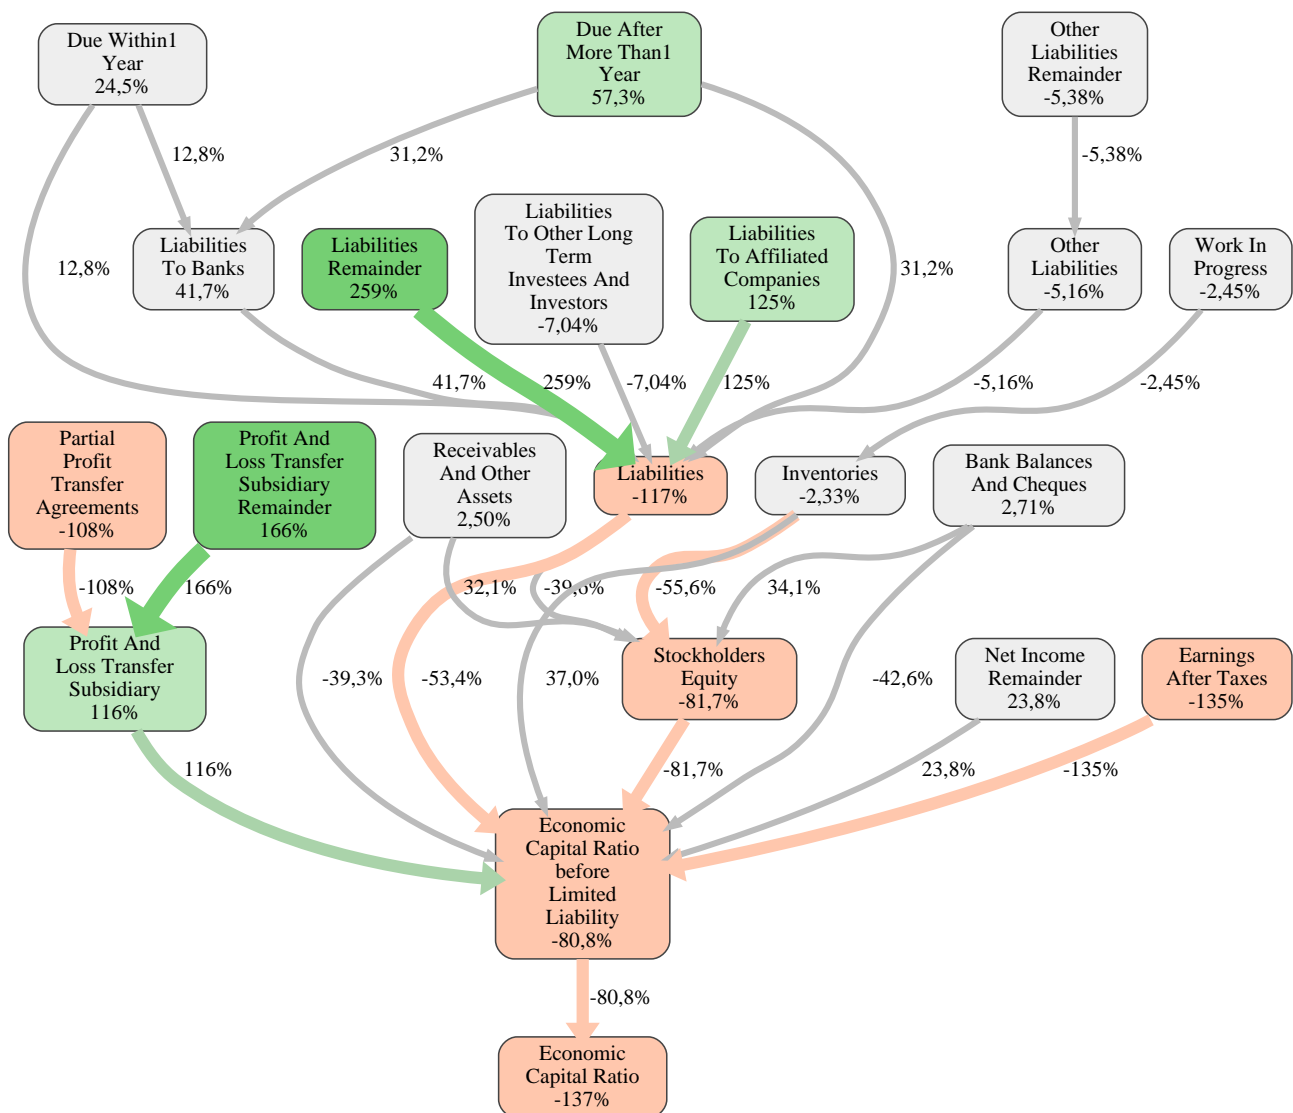 Due Within1
Year
24,5%
Due After
More Than1
Year
57,3%
Other
Liabilities
Remainder
-5,38%
12,8%
31,2%
-5,38%
Liabilities
To Banks
41,7%
Liabilities
Remainder
259%
Liabilities
To Other Long
Term
Investees And
Investors
-7,04%
Liabilities
To Affiliated
Companies
125%
Other
Liabilities
-5,16%
Work In
Progress
-2,45%
12,8%
31,2%
41,7%
259%
-7,04%
125%
-5,16%
-2,45%
Partial
Profit
Transfer
Agreements
-108%
Profit And
Loss Transfer
Subsidiary
Remainder
166%
Receivables
And Other
Assets
2,50%
Liabilities
-117%
Inventories
-2,33%
Bank Balances
And Cheques
2,71%
-108%
166%
32,1%
-39,6%
-55,6%
34,1%
Profit And
Loss Transfer
Subsidiary
116%
-39,3%
-53,4%
37,0%
Stockholders
Equity
-81,7%
-42,6%
Net Income
Remainder
23,8%
Earnings
After Taxes
-135%
116%
-81,7%
23,8%
-135%
Economic
Capital Ratio
before
Limited
Liability
-80,8%
-80,8%
Economic
Capital Ratio
-137%